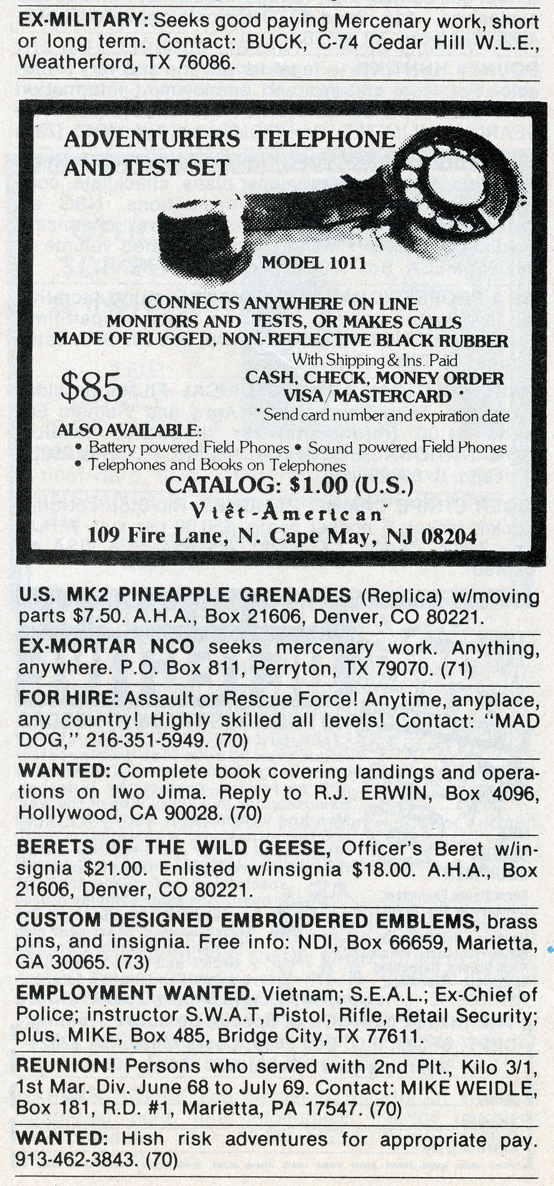 EX-MILITARY: Seeks good paying Mercenary work, short
or long term. Contact: BUCK, C-74 Cedar Hill W.L.E.,
Weatherford, TX 76086.
ADVENTURERS TELEPHONE
AND TEST SET
MODEL 1011
CONNECTS ANYWHERE ON LINE
MONITORS AND TESTS, OR MAKES CALLS
MADE OF RUGGED, NON-REFLECTIVE BLACK RUBBER
$85
With Shipping & Ins. Paid
CASH, CHECK, MONEY ORDER
VISA/MASTERCARD *
*Send card number and expiration date
ALSO AVAILABLE:
• Battery powered Field Phones • Sound powered Field Phones
• Telephones and Books on Telephones
CATALOG: $1.00 (U.S.)
Viet-American
109 Fire Lane, N. Cape May, NJ 08204
U.S. MK2 PINEAPPLE GRENADES (Replica) w/moving
parts $7.50. A.H.A., Box 21606, Denver, CO 80221.
EX-MORTAR NCO seeks mercenary work. Anything,
anywhere. P.O. Box 811, Perryton, TX 79070. (71)
FOR HIRE: Assault or Rescue Force! Anytime, anyplace,
any country! Highly skilled all levels! Contact: "MAD
DOG," 216-351-5949. (70)
WANTED: Complete book covering landings and opera-
tions on Iwo Jima. Reply to R.J. ERWIN, Box 4096,
Hollywood, CA 90028. (70)
BERETS OF THE WILD GEESE, Officer's Beret w/in-
signia $21.00. Enlisted w/insignia $18.00. A.H.A., Box
21606, Denver, CO 80221.
CUSTOM DESIGNED EMBROIDERED EMBLEMS, brass
pins, and insignia. Free info: NDI, Box 66659, Marietta,
GA 30065. (73)
EMPLOYMENT WANTED. Vietnam; S.E.A.L.; Ex-Chief of
Police; instructor S.W.A.T, Pistol, Rifle, Retail Security;
plus. MIKE, Box 485, Bridge City, TX 77611.
REUNION! Persons who served with 2nd Plt., Kilo 3/1,
1st Mar. Div. June 68 to July 69. Contact: MIKE WEIDLE,
Box 181, R.D. #1, Marietta, PA 17547. (70)
WANTED: Hish risk adventures for appropriate pay.
913-462-3843. (70)